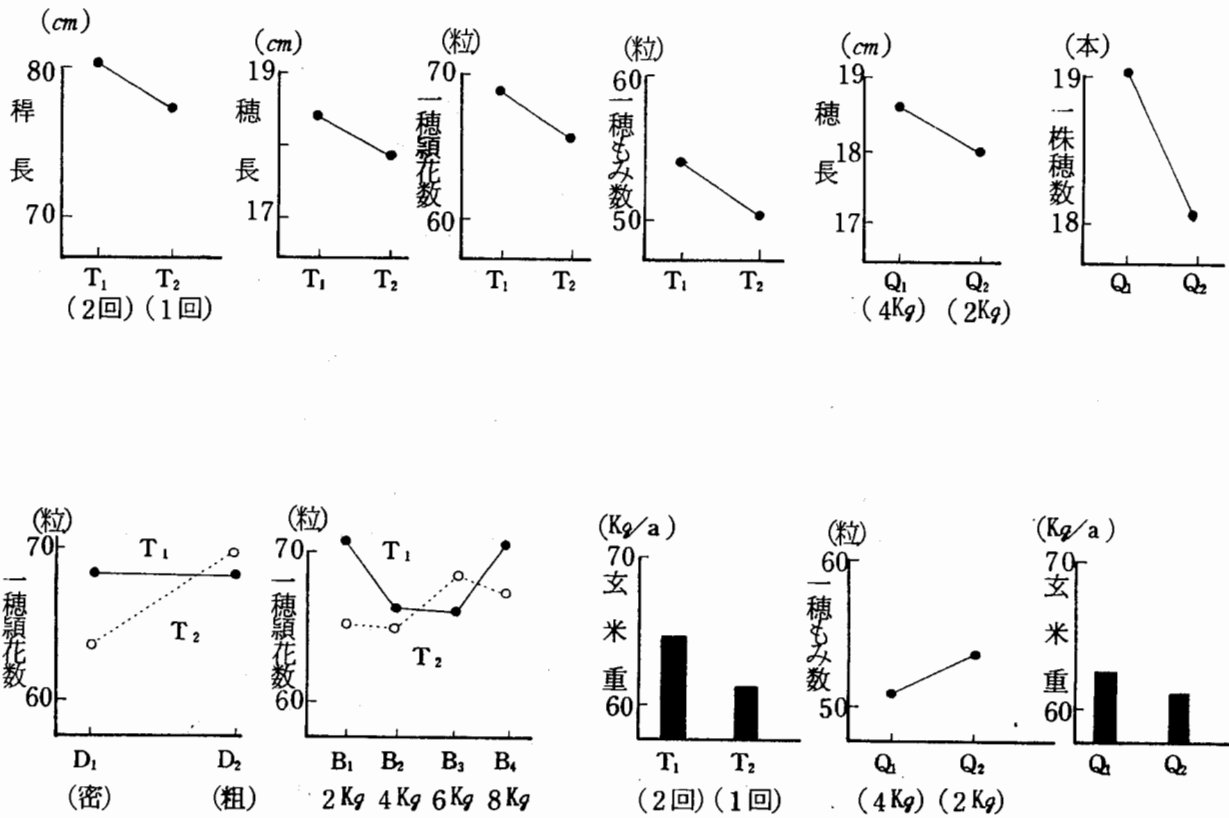 (cm)
80
稈長
70
T₁ T₂
(2回) (1回)
(cm)
19
穂長
17
T₁ T₂
(粒)
70
一穂穎花数
60
T₁ T₂
(粒)
60
一穂もみ数
50
T₁ T₂
(cm)
19
穂長
18
17
Q₁ Q₂
(4Kg) (2Kg)
(本)
19
一株穂数
18
Q₁ Q₂
(粒)
70
一穂穎花数
60
T₁
T₂
D₁ D₂
(密) (粗)
(粒)
70
一穂穎花数
60
T₁
T₂
B₁ B₂ B₃ B₄
2Kg 4Kg 6Kg 8Kg
(Kg/a)
70
玄米重
60
T₁ T₂
(2回) (1回)
(粒)
60
一穂もみ数
50
Q₁ Q₂
(4Kg) (2Kg)
(Kg/a)
70
玄米重
60
Q₁ Q₂